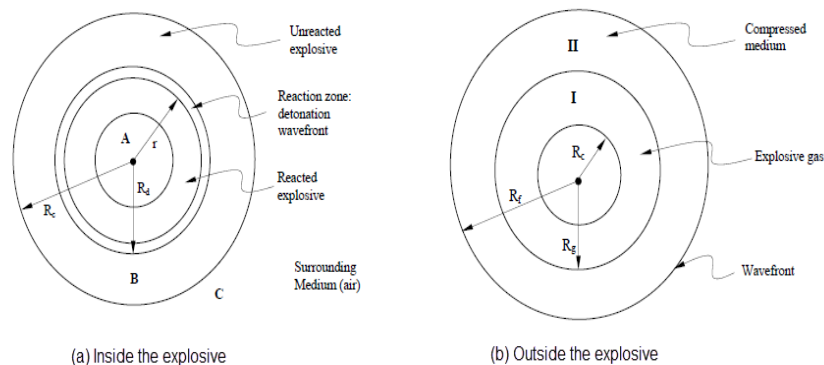 Unreacted
explosive
Reaction zone:
detonation
wavefront
Reacted
explosive
A
r
R_d
R_c
B
C
Surrounding
Medium (air)
(a) Inside the explosive
Compressed
medium
II
I
R_c
Explosive gas
R_f
R_g
Wavefront
(b) Outside the explosive